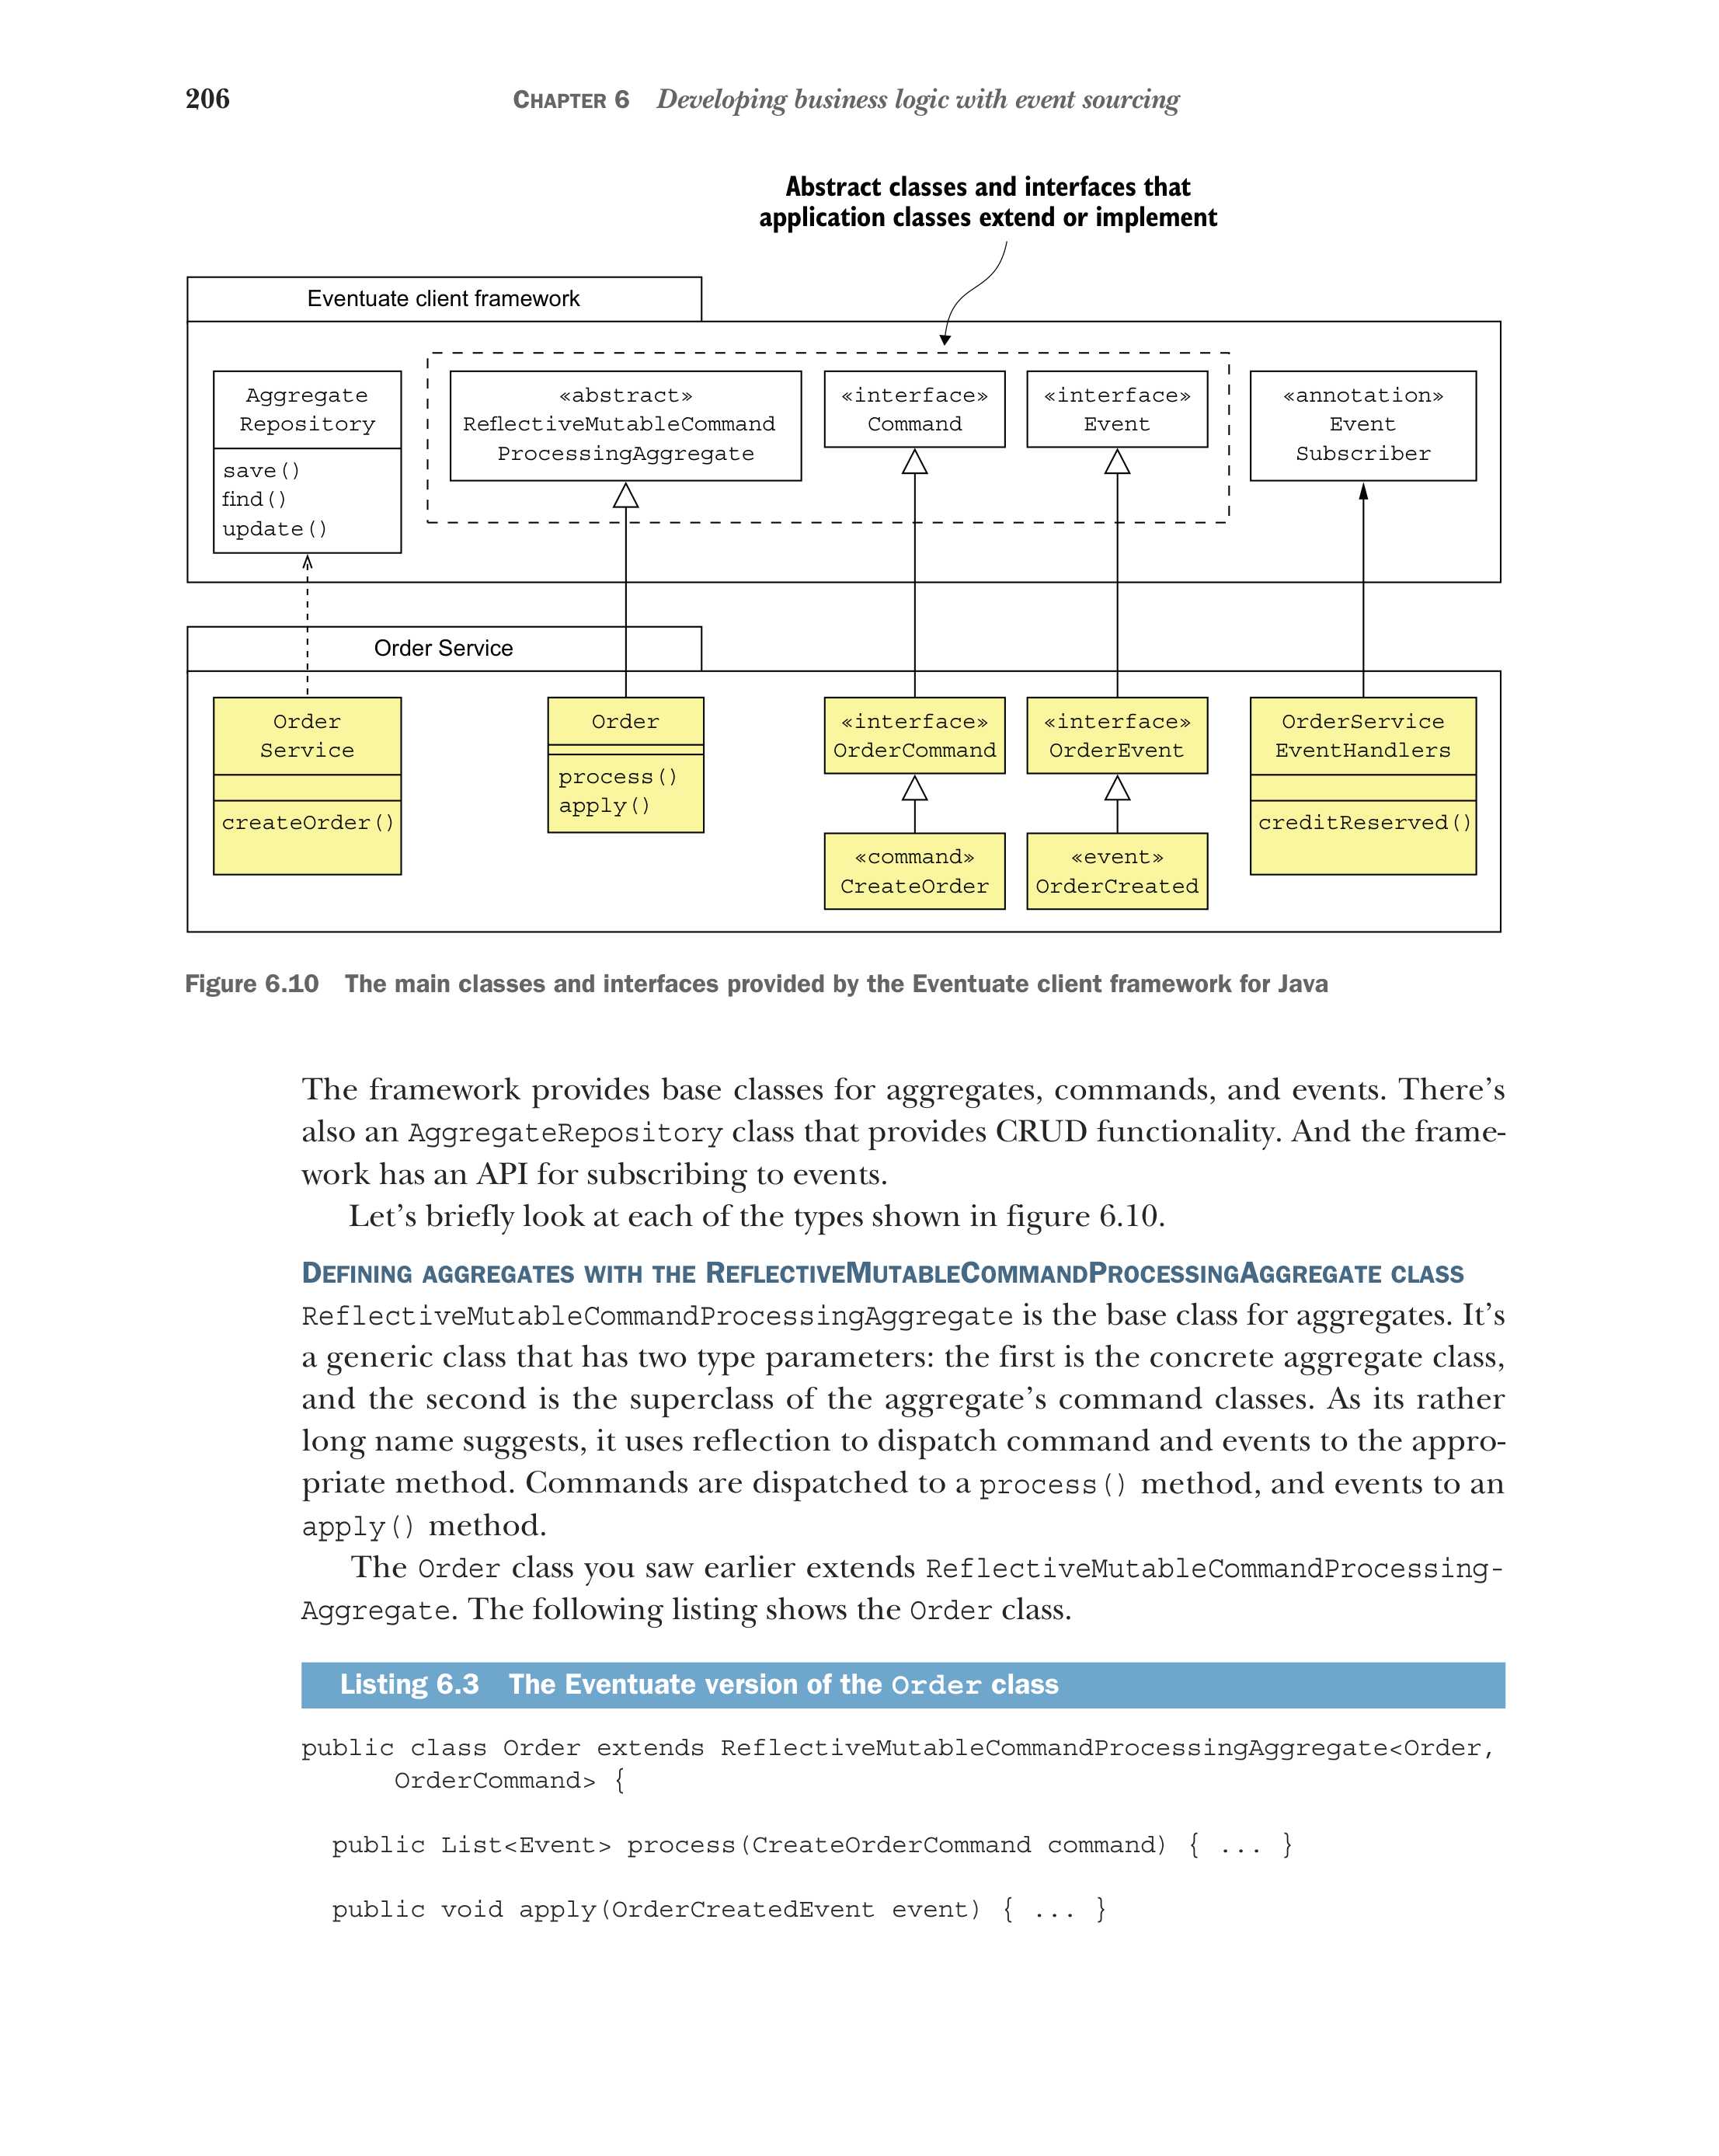 206
CHAPTER 6 Developing business logic with event sourcing
Abstract classes and interfaces that
application classes extend or implement
Eventuate client framework
Aggregate
Repository
save()
find()
update()
«abstract»
ReflectiveMutableCommand
ProcessingAggregate
«interface»
Command
«interface»
Event
«annotation»
Event
Subscriber
Order Service
Order
Service
createOrder()
Order
process()
apply()
«interface»
OrderCommand
«interface»
OrderEvent
OrderService
EventHandlers
creditReserved()
«command»
CreateOrder
«event»
OrderCreated
Figure 6.10 The main classes and interfaces provided by the Eventuate client framework for Java
The framework provides base classes for aggregates, commands, and events. There’s
also an AggregateRepository class that provides CRUD functionality. And the frame-
work has an API for subscribing to events.
Let’s briefly look at each of the types shown in figure 6.10.
DEFINING AGGREGATES WITH THE REFLECTIVEMUTABLECOMMANDPROCESSINGAGGREGATE CLASS
ReflectiveMutableCommandProcessingAggregate is the base class for aggregates. It’s
a generic class that has two type parameters: the first is the concrete aggregate class,
and the second is the superclass of the aggregate’s command classes. As its rather
long name suggests, it uses reflection to dispatch command and events to the appro-
priate method. Commands are dispatched to a process() method, and events to an
apply() method.
The Order class you saw earlier extends ReflectiveMutableCommandProcessing-
Aggregate. The following listing shows the Order class.
Listing 6.3 The Eventuate version of the Order class
public class Order extends ReflectiveMutableCommandProcessingAggregate<Order,
OrderCommand> {
public List<Event> process(CreateOrderCommand command) { ... }
public void apply(OrderCreatedEvent event) { ... }